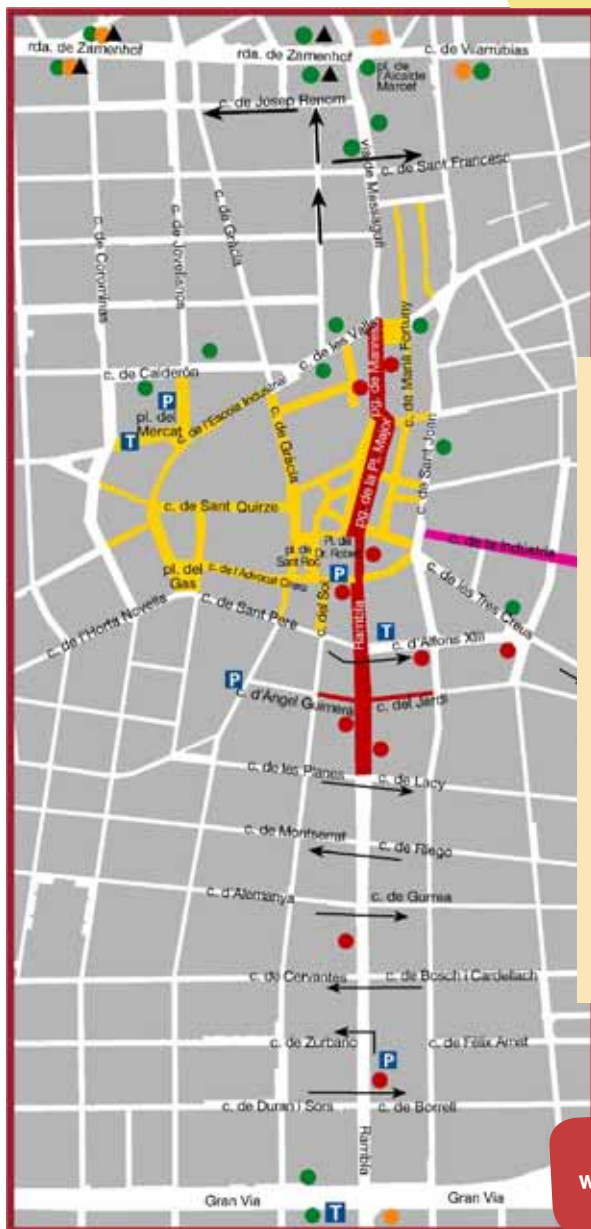 rda. de Zamenhof
rda. de Zamenhof
c. de Vilarrúbias
pl. de
l'Alcalde
Marcet
c. de Josep Renom
c. de Sant Francesc
via de Massagué
c. de Gràcia
c. de Jovellanos
c. de Coromines
c. de les Valls
pg. de Manresa
c. de Marià Fortuny
c. de Calderón
P
pl. del
Mercat
T
c. de l'Escola Industrial
c. de Gràcia
pg. de la Pl. Major
c. de Sant Joan
c. de Sant Quirze
c. de la Indústria
pl. de
Sant Roc
Pl. del
Dr. Robert
P
pl. del
Gas
c. de l'Advocat Cirera
c. del Sol
c. de les Tres Creus
c. de l'Horta Novella
c. de Sant Pere
Rambla
T
c. d'Alfons XIII
P
c. d'Àngel Guimerà
c. del Jardí
c. de les Planes
c. de Lacy
c. de Montserrat
c. de Riego
c. d'Alemanya
c. de Gurrea
c. de Cervantes
c. de Bosch i Cardellach
c. de Zurbano
P
c. de Fèlix Amat
c. de Duran i Sors
c. de Borrell
Rambla
Gran Via
T
Gran Via
w